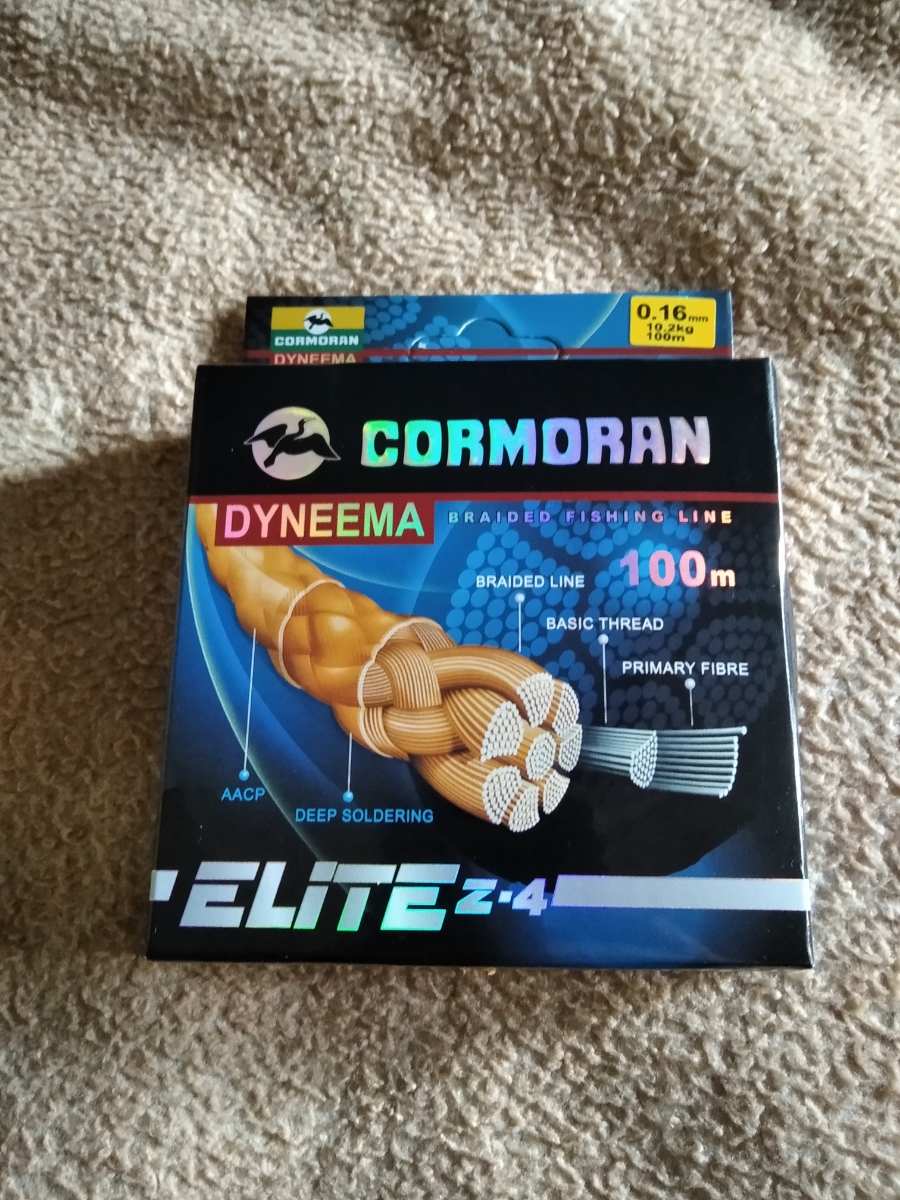 CORMORAN
DYNEEMA
0.16mm
10.2kg
100m
CORMORAN
DYNEEMA
BRAIDED FISHING LINE
100m
BRAIDED LINE
BASIC THREAD
PRIMARY FIBRE
AACP
DEEP SOLDERING
ELITE Z-4